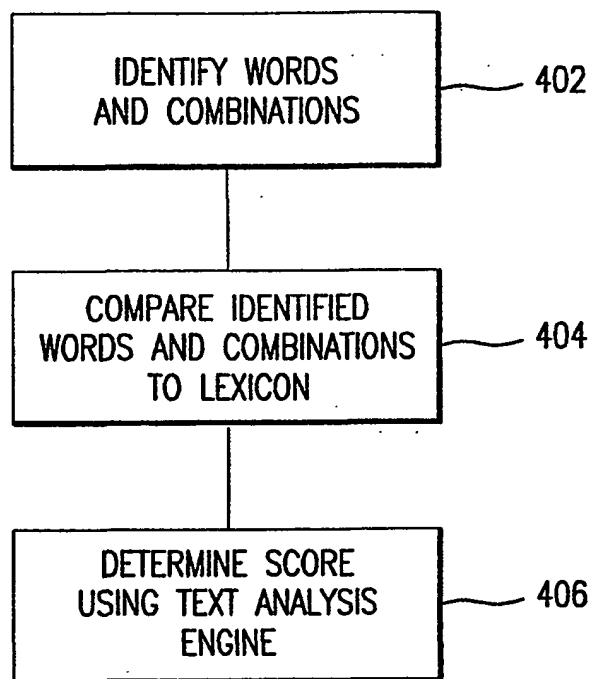 IDENTIFY WORDS
AND COMBINATIONS
402
COMPARE IDENTIFIED
WORDS AND COMBINATIONS
TO LEXICON
404
DETERMINE SCORE
USING TEXT ANALYSIS
ENGINE
406